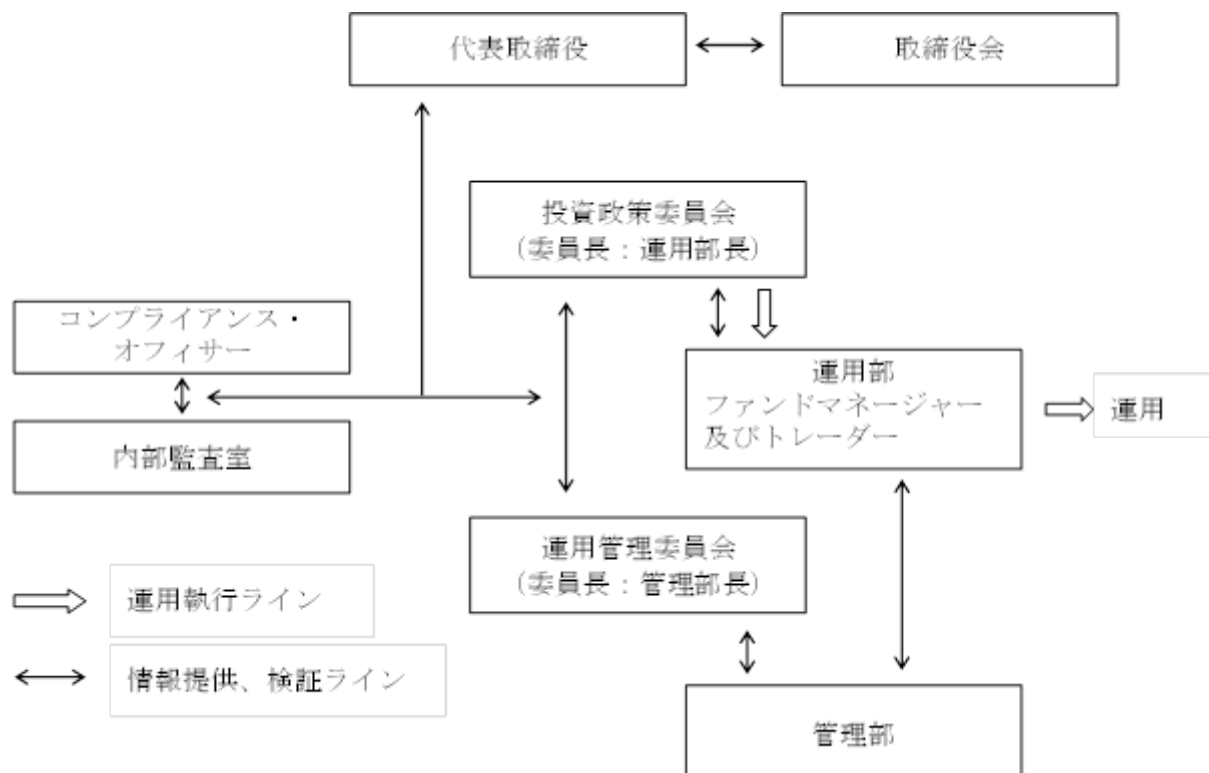 代表取締役
取締役会
投資政策委員会
(委員長：運用部長)
コンプライアンス・
オフィサー
運用部
ファンドマネージャー
及びトレーダー
運用
内部監査室
運用管理委員会
(委員長：管理部長)
運用執行ライン
情報提供、検証ライン
管理部